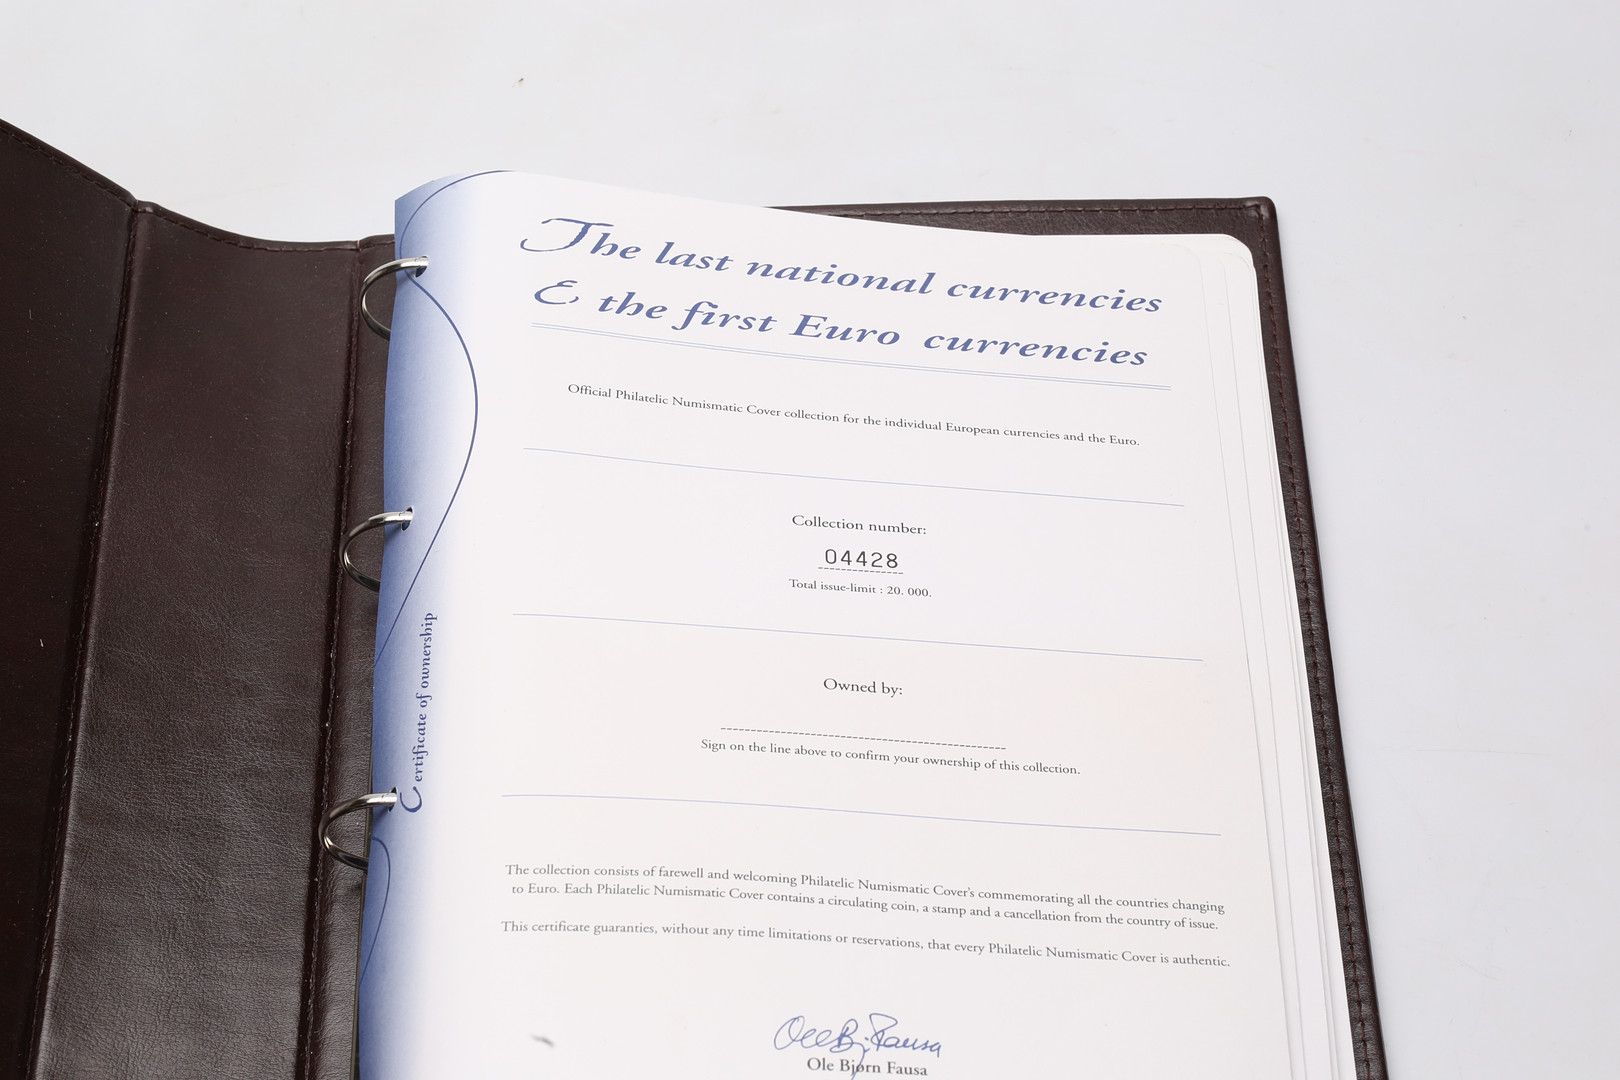 The last national currencies
& the first Euro currencies
Official Philatelic Numismatic Cover collection for the individual European currencies and the Euro.
Collection number:
04428
Total issue-limit : 20. 000.
Owned by:
Sign on the line above to confirm your ownership of this collection.
Certificate of ownership
The collection consists of farewell and welcoming Philatelic Numismatic Cover's commemorating all the countries changing
to Euro. Each Philatelic Numismatic Cover contains a circulating coin, a stamp and a cancellation from the country of issue.
This certificate guaranties, without any time limitations or reservations, that every Philatelic Numismatic Cover is authentic.
Ole Bj. Fausa
Ole Bjørn Fausa